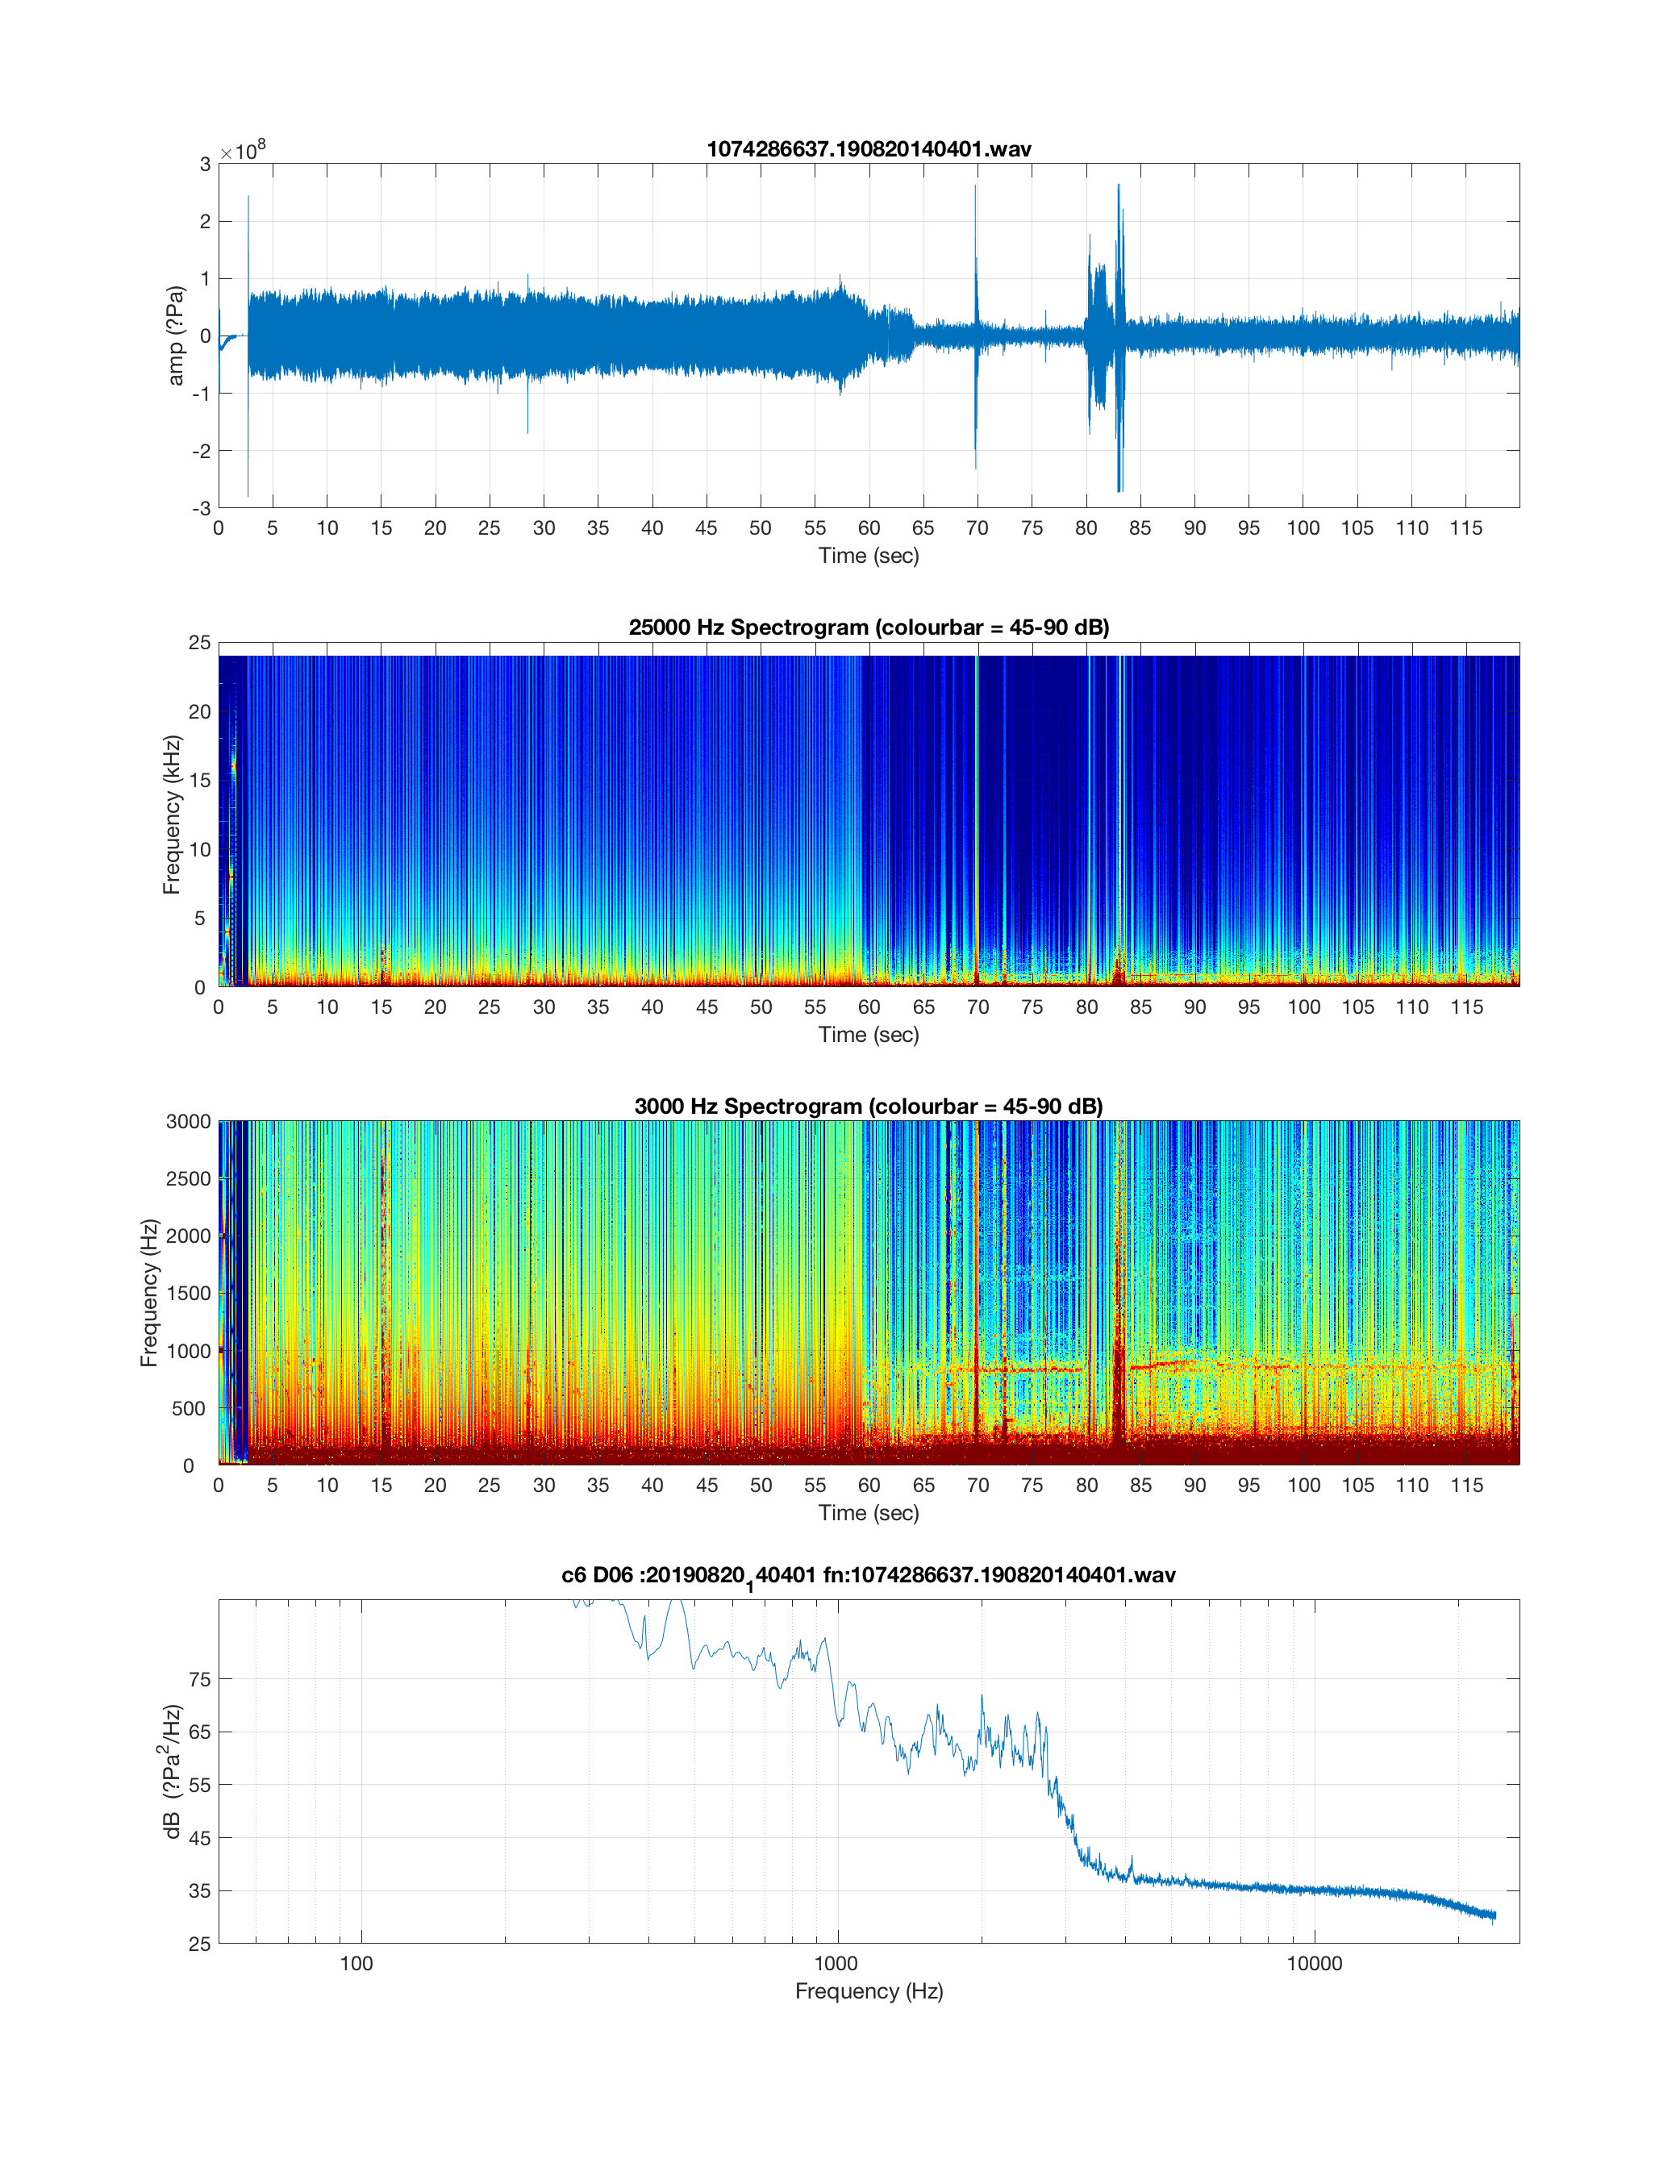 1074286637.190820140401.wav
×10⁸
3
2
1
0
-1
-2
-3
amp (?Pa)
0 5 10 15 20 25 30 35 40 45 50 55 60 65 70 75 80 85 90 95 100 105 110 115
Time (sec)
25000 Hz Spectrogram (colourbar = 45-90 dB)
25
20
15
10
5
0
Frequency (kHz)
0 5 10 15 20 25 30 35 40 45 50 55 60 65 70 75 80 85 90 95 100 105 110 115
Time (sec)
3000 Hz Spectrogram (colourbar = 45-90 dB)
3000
2500
2000
1500
1000
500
0
Frequency (Hz)
0 5 10 15 20 25 30 35 40 45 50 55 60 65 70 75 80 85 90 95 100 105 110 115
Time (sec)
c6 D06 :20190820₁40401 fn:1074286637.190820140401.wav
75
65
55
45
35
25
dB (?Pa²/Hz)
100 1000 10000
Frequency (Hz)